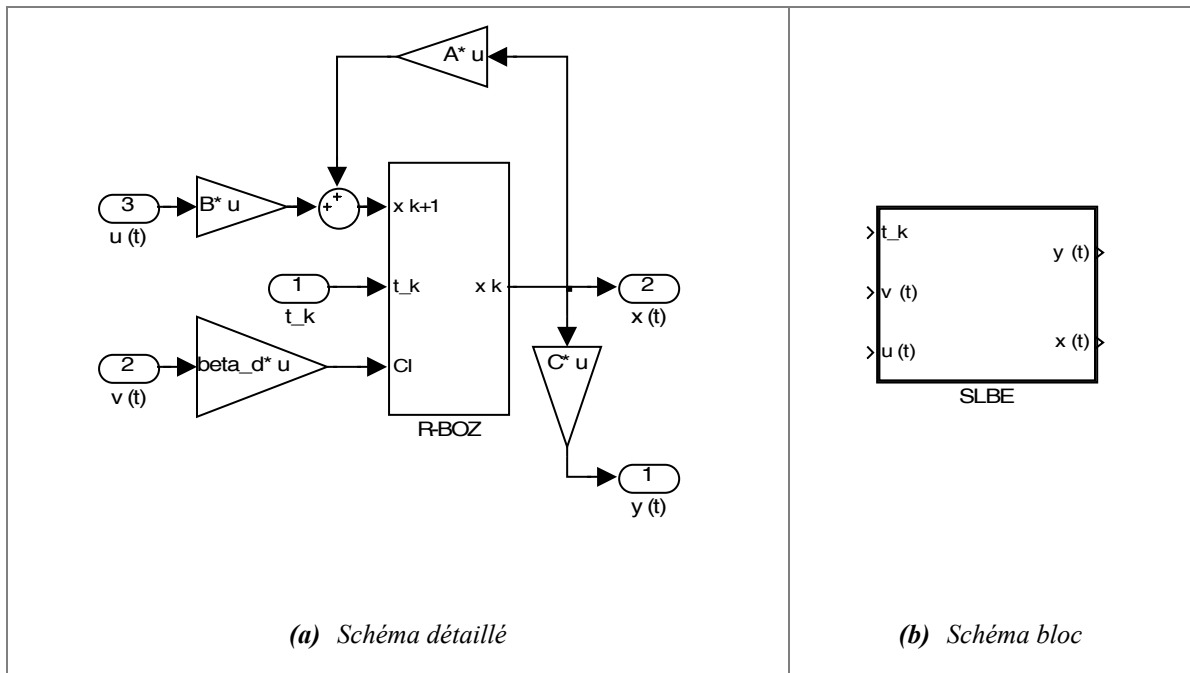 A* u
3
u (t)
B* u
+
+
x k+1
1
t_k
t_k
x k
2
x (t)
2
v (t)
beta_d* u
CI
R-BOZ
C* u
1
y (t)
(a) Schéma détaillé
t_k
v (t)
u (t)
y (t)
x (t)
SLBE
(b) Schéma bloc